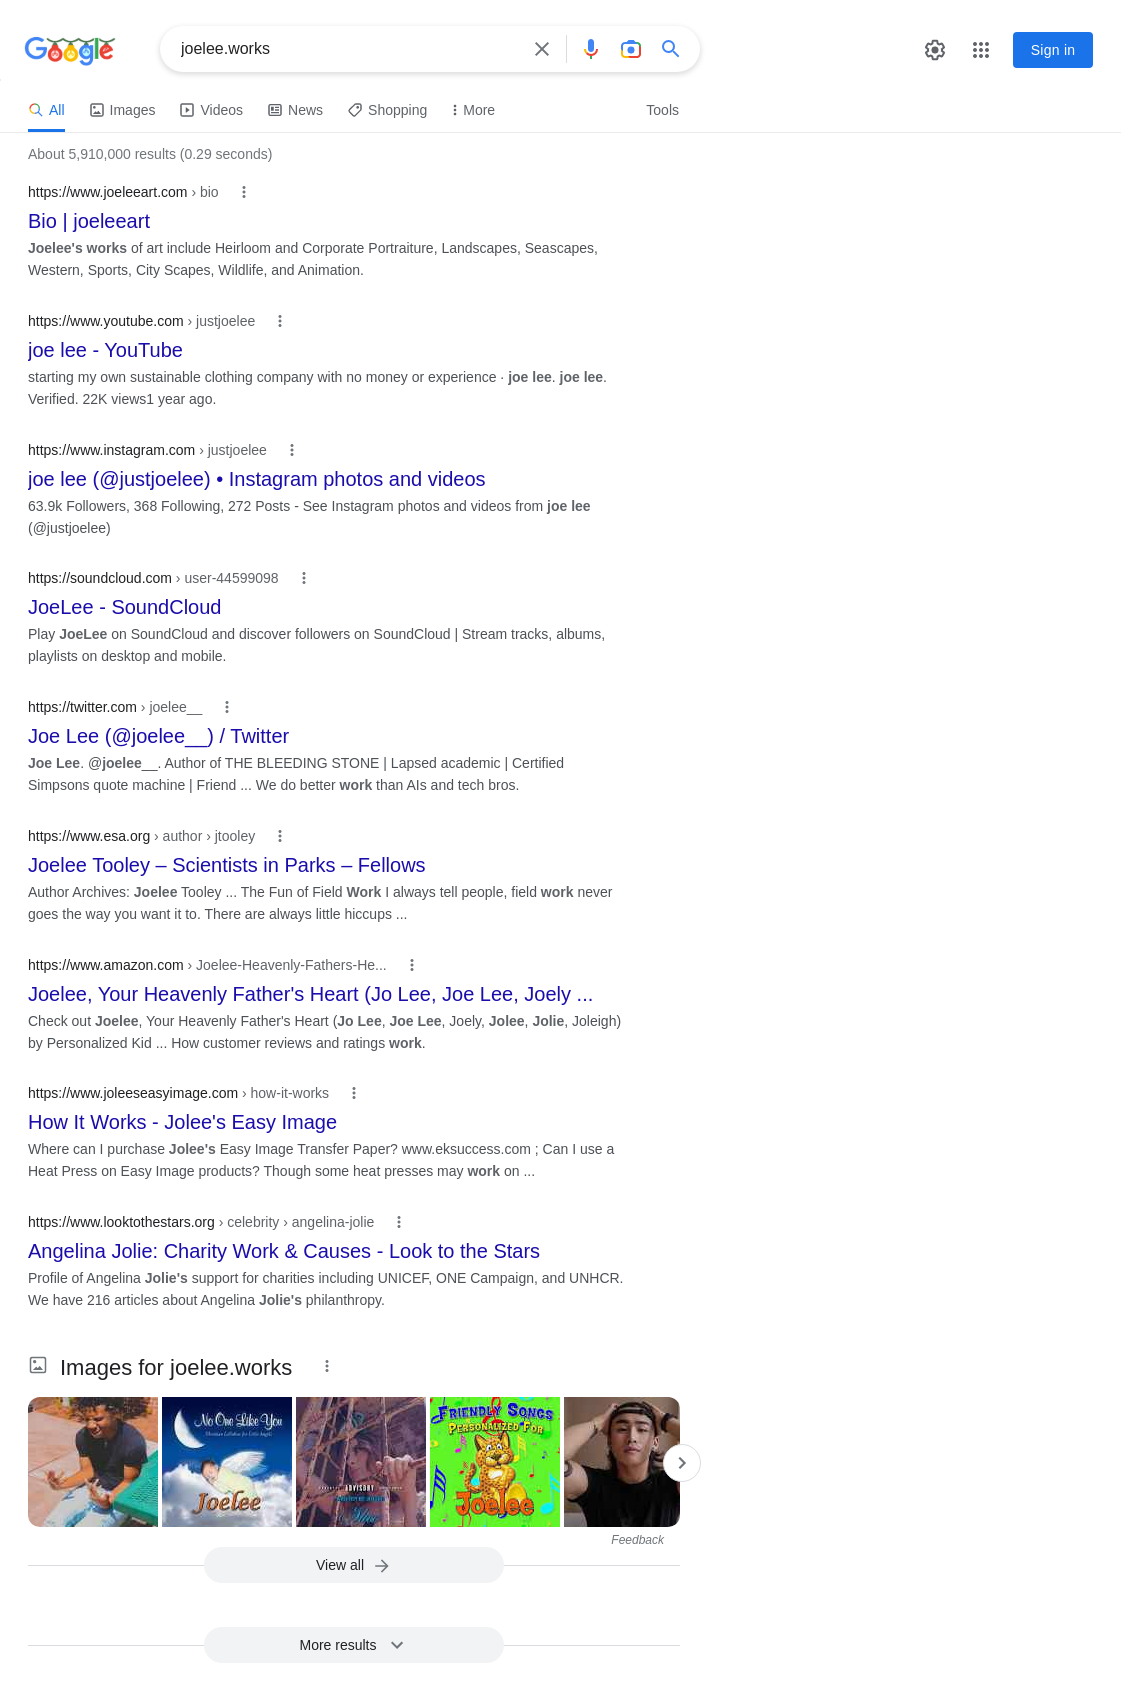 Google
joelee.works
Sign in
All
Images
Videos
News
Shopping
More
Tools
About 5,910,000 results (0.29 seconds)
https://www.joeleeart.com › bio
Bio | joeleeart
Joelee's works of art include Heirloom and Corporate Portraiture, Landscapes, Seascapes,
Western, Sports, City Scapes, Wildlife, and Animation.
https://www.youtube.com › justjoelee
joe lee - YouTube
starting my own sustainable clothing company with no money or experience · joe lee. joe lee.
Verified. 22K views1 year ago.
https://www.instagram.com › justjoelee
joe lee (@justjoelee) • Instagram photos and videos
63.9k Followers, 368 Following, 272 Posts - See Instagram photos and videos from joe lee
(@justjoelee)
https://soundcloud.com › user-44599098
JoeLee - SoundCloud
Play JoeLee on SoundCloud and discover followers on SoundCloud | Stream tracks, albums,
playlists on desktop and mobile.
https://twitter.com › joelee__
Joe Lee (@joelee__) / Twitter
Joe Lee. @joelee__. Author of THE BLEEDING STONE | Lapsed academic | Certified
Simpsons quote machine | Friend ... We do better work than AIs and tech bros.
https://www.esa.org › author › jtooley
Joelee Tooley – Scientists in Parks – Fellows
Author Archives: Joelee Tooley ... The Fun of Field Work I always tell people, field work never
goes the way you want it to. There are always little hiccups ...
https://www.amazon.com › Joelee-Heavenly-Fathers-He...
Joelee, Your Heavenly Father's Heart (Jo Lee, Joe Lee, Joely ...
Check out Joelee, Your Heavenly Father's Heart (Jo Lee, Joe Lee, Joely, Jolee, Jolie, Joleigh)
by Personalized Kid ... How customer reviews and ratings work.
https://www.joleeseasyimage.com › how-it-works
How It Works - Jolee's Easy Image
Where can I purchase Jolee's Easy Image Transfer Paper? www.eksuccess.com ; Can I use a
Heat Press on Easy Image products? Though some heat presses may work on ...
https://www.looktothestars.org › celebrity › angelina-jolie
Angelina Jolie: Charity Work & Causes - Look to the Stars
Profile of Angelina Jolie's support for charities including UNICEF, ONE Campaign, and UNHCR.
We have 216 articles about Angelina Jolie's philanthropy.
Images for joelee.works
No One Like You
Joelee
ADVISORY
FRIENDLY SONGS
PERSONALIZED FOR
Joelee
Feedback
View all
More results